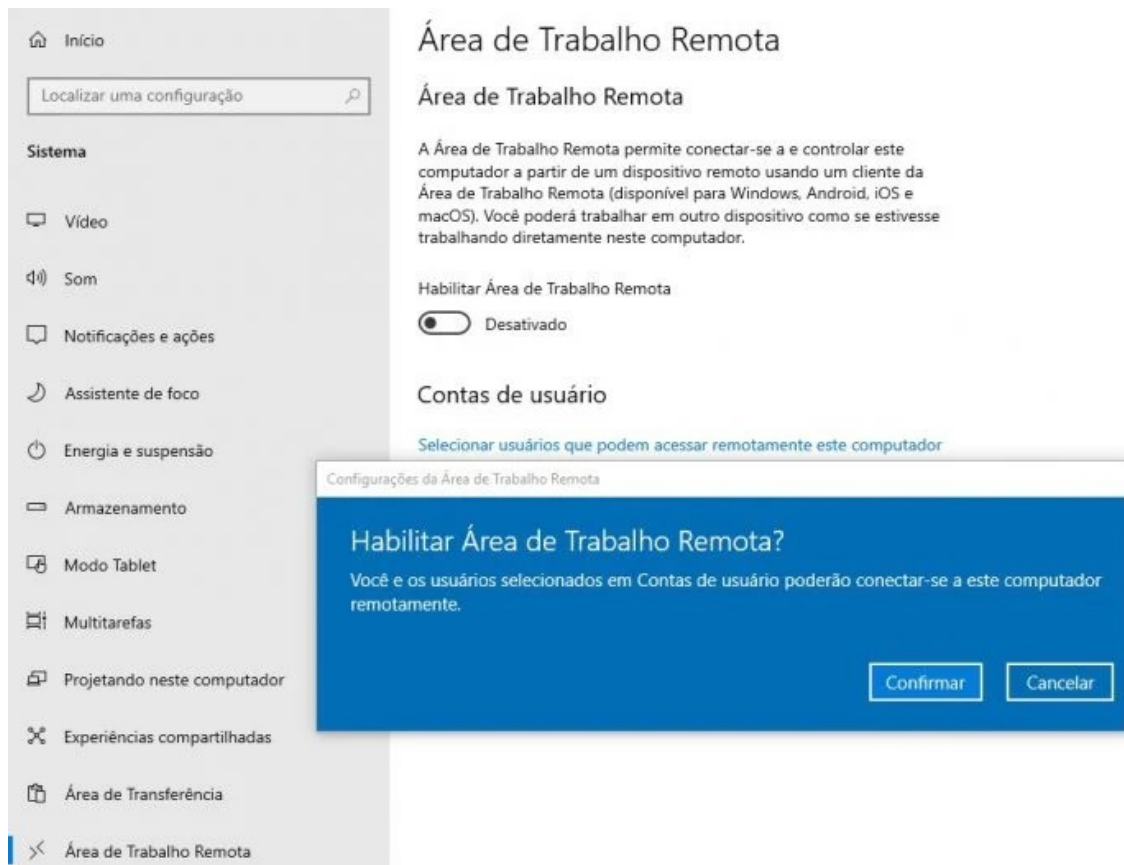 Início
Localizar uma configuração
Sistema
Vídeo
Som
Notificações e ações
Assistente de foco
Energia e suspensão
Armazenamento
Modo Tablet
Multitarefas
Projetando neste computador
Experiências compartilhadas
Área de Transferência
Área de Trabalho Remota
Área de Trabalho Remota
Área de Trabalho Remota
A Área de Trabalho Remota permite conectar-se a e controlar este
computador a partir de um dispositivo remoto usando um cliente da
Área de Trabalho Remota (disponível para Windows, Android, iOS e
macOS). Você poderá trabalhar em outro dispositivo como se estivesse
trabalhando diretamente neste computador.
Habilitar Área de Trabalho Remota
Desativado
Contas de usuário
Selecionar usuários que podem acessar remotamente este computador
Configurações da Área de Trabalho Remota
Habilitar Área de Trabalho Remota?
Você e os usuários selecionados em Contas de usuário poderão conectar-se a este computador
remotamente.
Confirmar
Cancelar